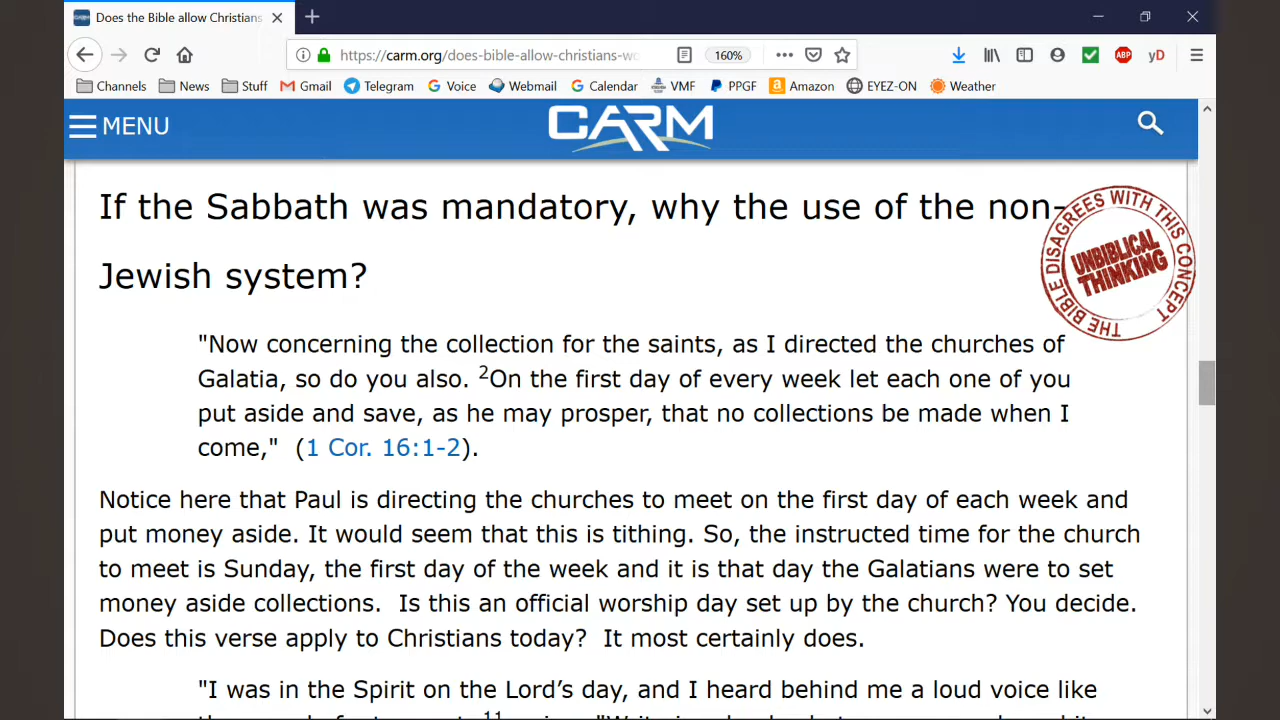 Does the Bible allow Christians
https://carm.org/does-bible-allow-christians-wo
160%
ABP
yD
Channels News Stuff Gmail Telegram Voice Webmail Calendar VMF PPGF Amazon EYEZ-ON Weather
MENU
CARM
If the Sabbath was mandatory, why the use of the non-
Jewish system?
THE BIBLE DISAGREES WITH THIS CONCEPT
UNBIBLICAL
THINKING
"Now concerning the collection for the saints, as I directed the churches of
Galatia, so do you also. 2On the first day of every week let each one of you
put aside and save, as he may prosper, that no collections be made when I
come," (1 Cor. 16:1-2).
Notice here that Paul is directing the churches to meet on the first day of each week and
put money aside. It would seem that this is tithing. So, the instructed time for the church
to meet is Sunday, the first day of the week and it is that day the Galatians were to set
money aside collections. Is this an official worship day set up by the church? You decide.
Does this verse apply to Christians today? It most certainly does.
"I was in the Spirit on the Lord’s day, and I heard behind me a loud voice like